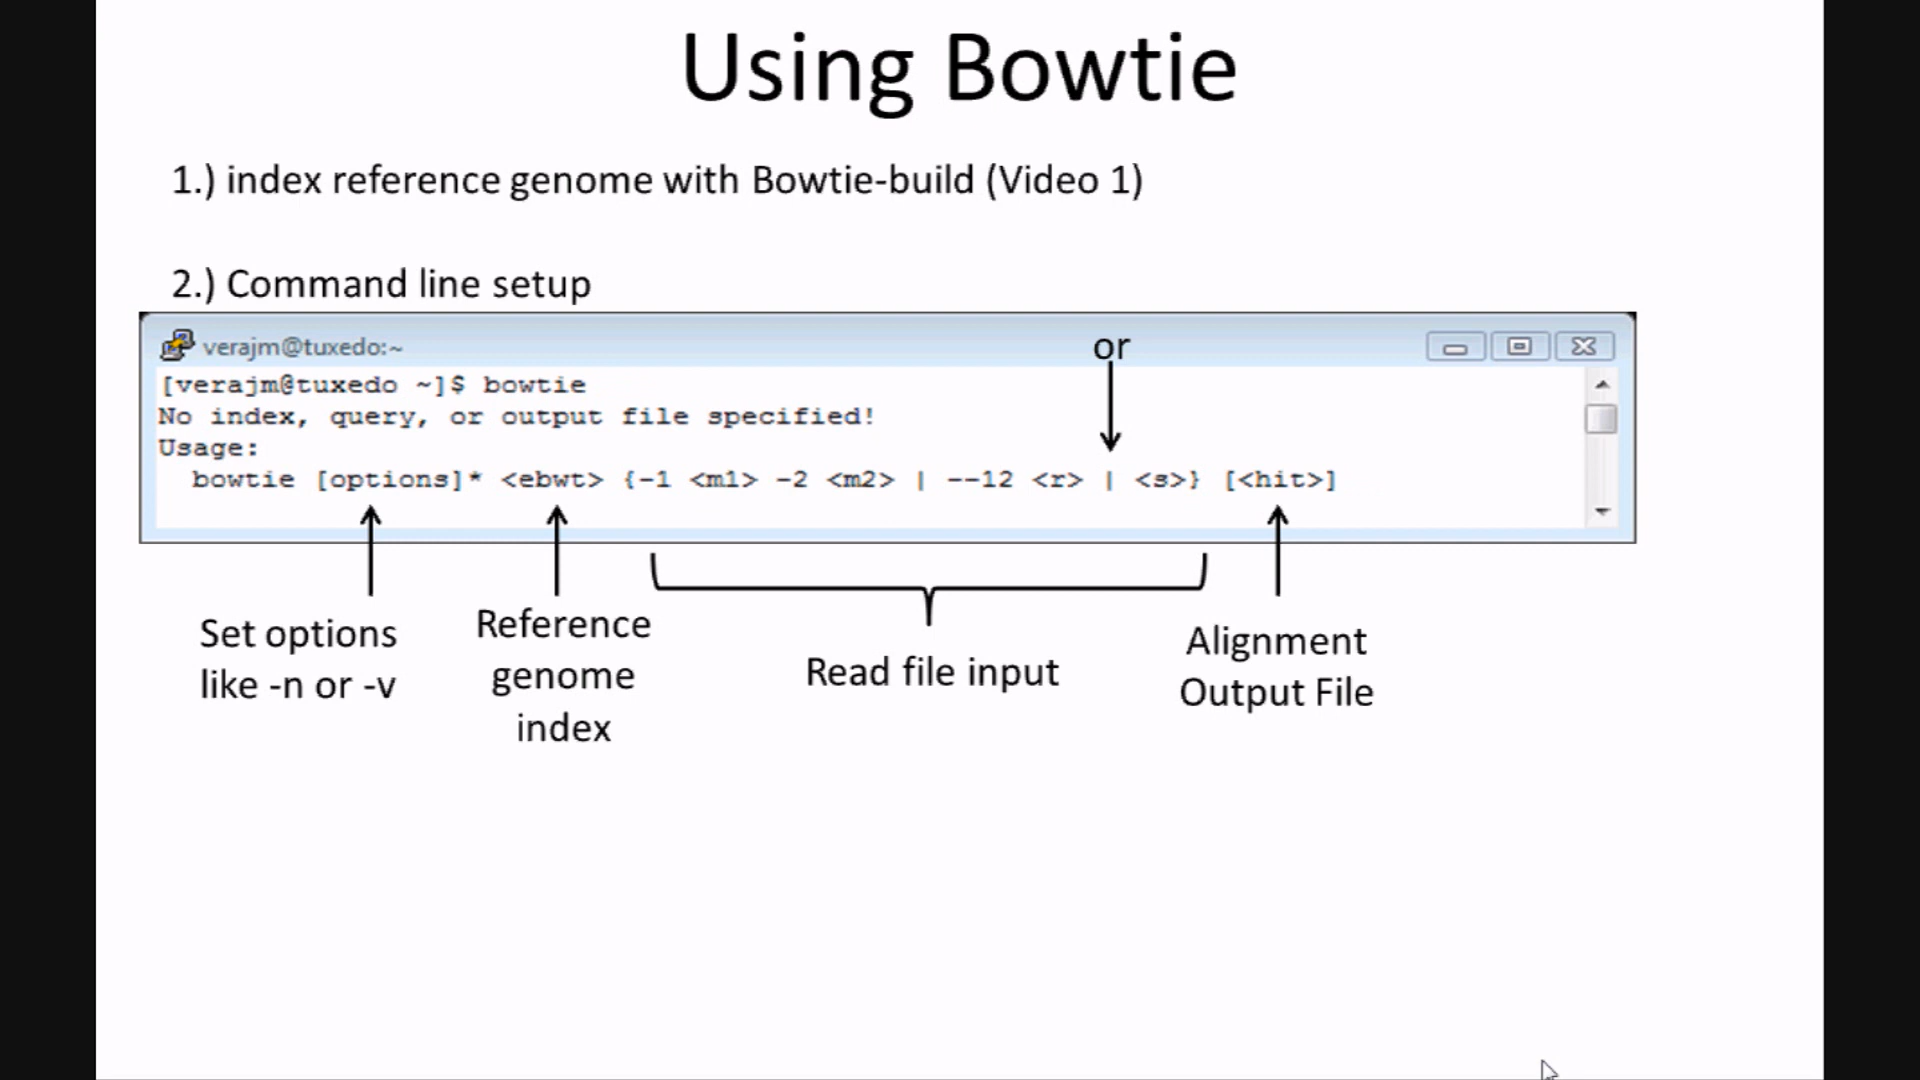 Using Bowtie
1.) index reference genome with Bowtie-build (Video 1)
2.) Command line setup
verajm@tuxedo:~
or
[verajm@tuxedo ~]$ bowtie
No index, query, or output file specified!
Usage:
bowtie [options]* <ebwt> {-1 <m1> -2 <m2> | --12 <r> | <s>} [<hit>]
Set options
like -n or -v
Reference
genome
index
Read file input
Alignment
Output File